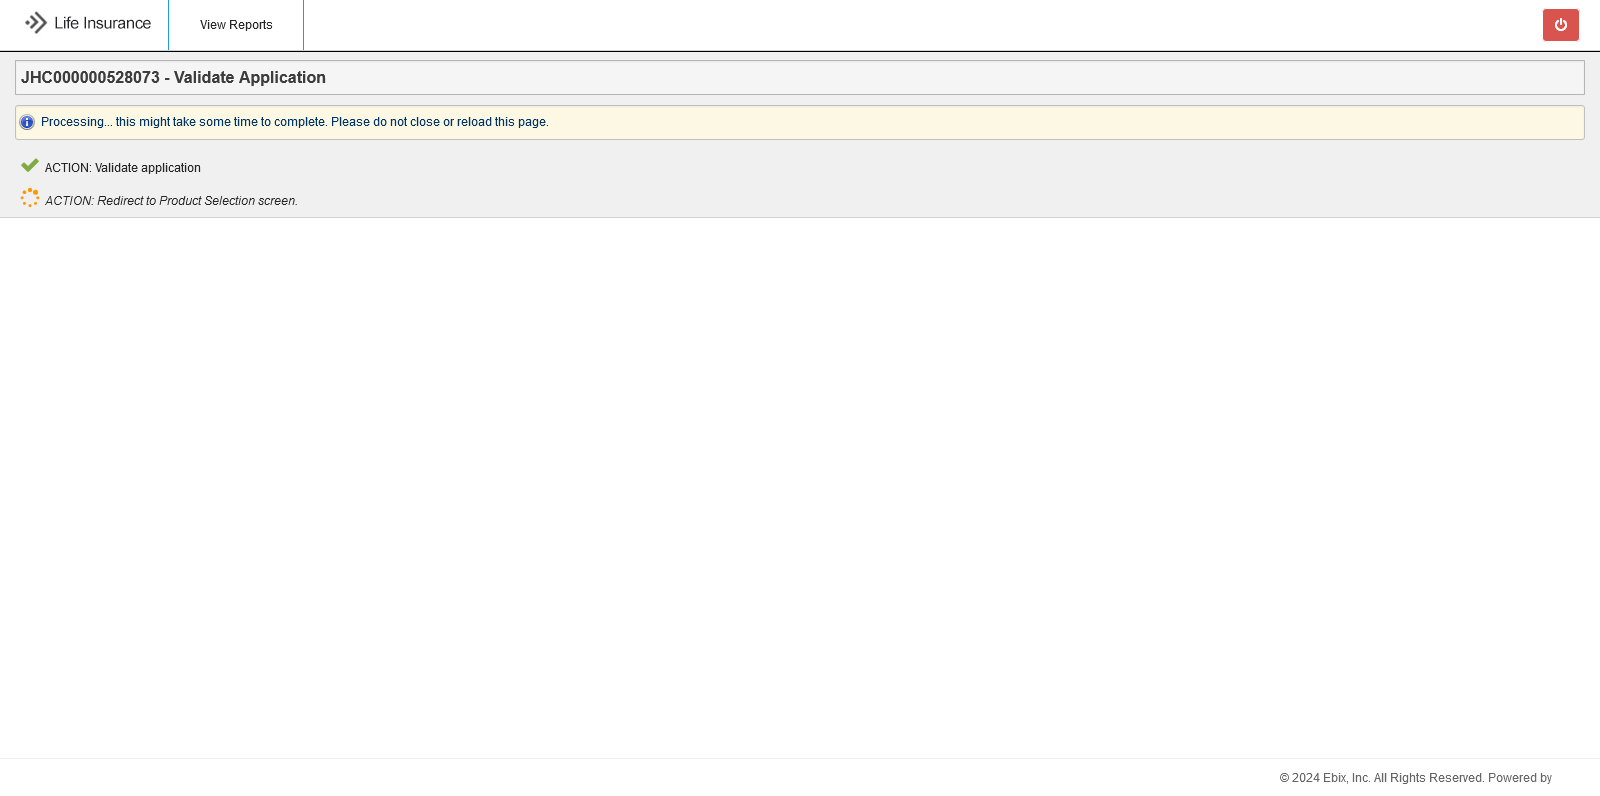 Life Insurance
View Reports
JHC000000528073 - Validate Application
Processing... this might take some time to complete. Please do not close or reload this page.
ACTION: Validate application
ACTION: Redirect to Product Selection screen.
© 2024 Ebix, Inc. All Rights Reserved. Powered by